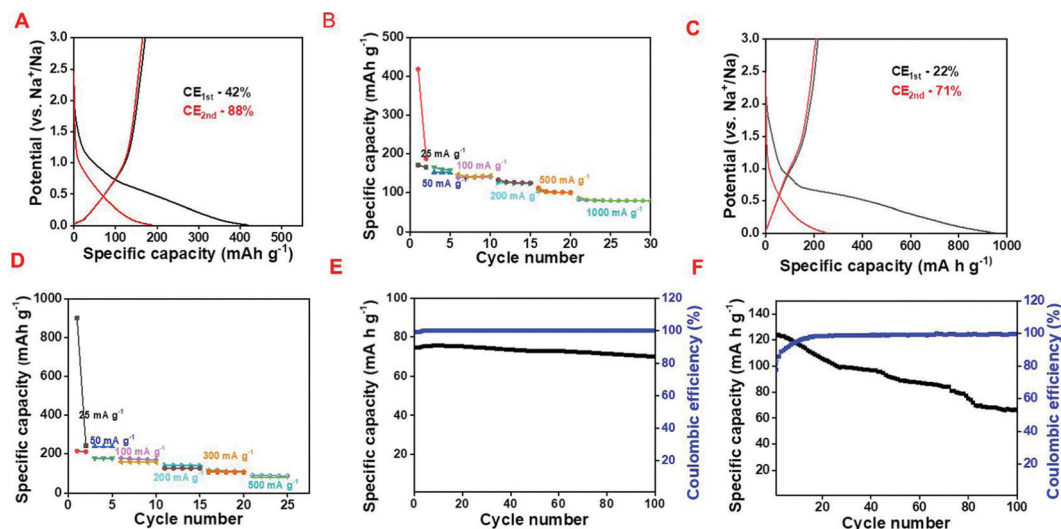 A
3.0
2.5
2.0
1.5
1.0
0.5
0.0
Potential (vs. Na⁺/Na)
CE1st - 42%
CE2nd - 88%
0 100 200 300 400 500
Specific capacity (mAh g⁻¹)
B
500
400
300
200
100
0
Specific capacity (mAh g⁻¹)
25 mA g⁻¹
50 mA g⁻¹
100 mA g⁻¹
200 mA g⁻¹
500 mA g⁻¹
1000 mA g⁻¹
0 5 10 15 20 25 30
Cycle number
C
3.0
2.5
2.0
1.5
1.0
0.5
0.0
Potential (vs. Na⁺/Na)
CE1st - 22%
CE2nd - 71%
0 200 400 600 800 1000
Specific capacity (mA h g⁻¹)
D
1000
800
600
400
200
0
Specific capacity (mAh g⁻¹)
25 mA g⁻¹
50 mA g⁻¹
100 mA g⁻¹
200 mA g⁻¹
300 mA g⁻¹
500 mA g⁻¹
0 5 10 15 20 25
Cycle number
E
100
80
60
40
20
Specific capacity (mA h g⁻¹)
120
100
80
60
40
20
Coulombic efficiency (%)
0 20 40 60 80 100
Cycle number
F
140
120
100
80
60
40
20
Specific capacity (mA h g⁻¹)
120
100
80
60
40
20
Coulombic efficiency (%)
20 40 60 80 100
Cycle number